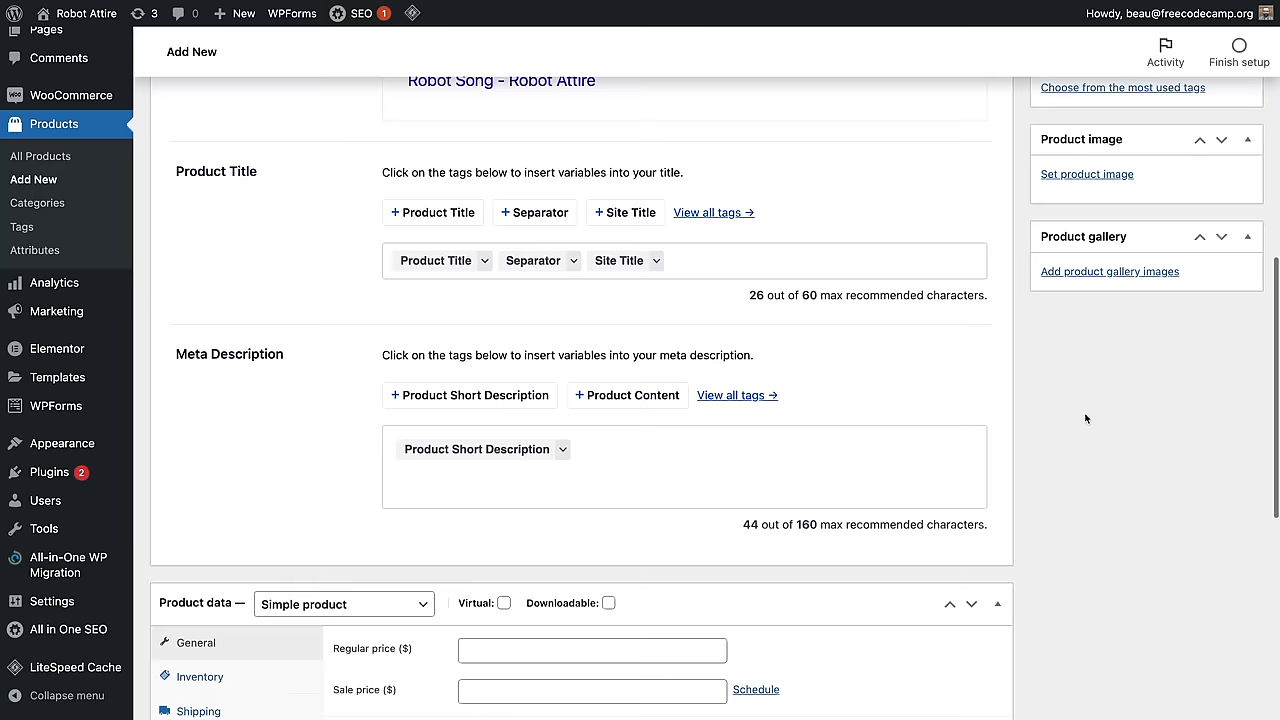 Robot Attire 3 0 New WPForms SEO 1 Howdy, beau@freecodecamp.org
Pages
Comments
WooCommerce
Products
All Products
Add New
Categories
Tags
Attributes
Analytics
Marketing
Elementor
Templates
WPForms
Appearance
Plugins 2
Users
Tools
All-in-One WP
Migration
Settings
All in One SEO
LiteSpeed Cache
Collapse menu
Add New
Activity
Finish setup
Robot Song - Robot Attire
Product Title
Click on the tags below to insert variables into your title.
+ Product Title + Separator + Site Title View all tags →
Product Title Separator Site Title
26 out of 60 max recommended characters.
Meta Description
Click on the tags below to insert variables into your meta description.
+ Product Short Description + Product Content View all tags →
Product Short Description
44 out of 160 max recommended characters.
Product data — Simple product Virtual: Downloadable:
General
Inventory
Shipping
Regular price ($)
Sale price ($) Schedule
Choose from the most used tags
Product image
Set product image
Product gallery
Add product gallery images